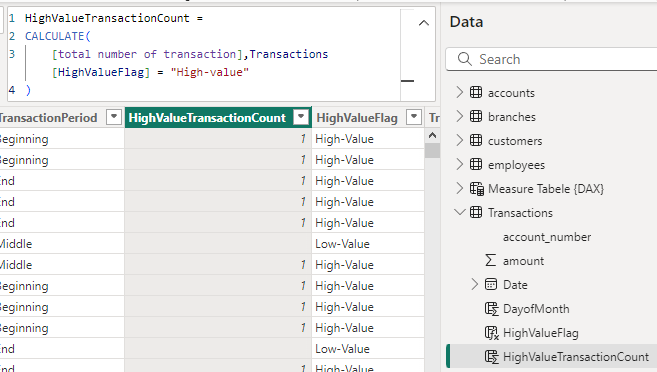 1 HighValueTransactionCount =
2 CALCULATE(
3 [total number of transaction],Transactions
[HighValueFlag] = "High-value"
4 )
TransactionPeriod HighValueTransactionCount HighValueFlag
Beginning 1 High-Value
Beginning 1 High-Value
End 1 High-Value
End 1 High-Value
End 1 High-Value
Middle Low-Value
Middle 1 High-Value
Beginning 1 High-Value
Beginning 1 High-Value
Beginning 1 High-Value
End Low-Value
End 1 High-Value
Data
Search
accounts
branches
customers
employees
Measure Tabele {DAX}
Transactions
account_number
amount
Date
DayofMonth
HighValueFlag
HighValueTransactionCount